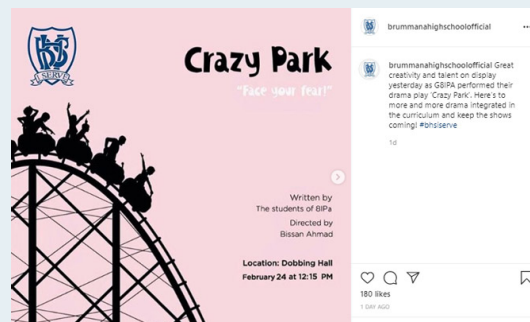 BHS
I SERVE
Crazy Park
"Face your fear!"
Written by
The students of 8IPa
Directed by
Bissan Ahmad
Location: Dobbing Hall
February 24 at 12:15 PM
brummanahighschoolofficial
brummanahighschoolofficial Great
creativity and talent on display
yesterday as G8IPA performed their
drama play 'Crazy Park'. Here's to
more and more drama integrated in
the curriculum and keep the shows
coming! #bhsiserve
1d
180 likes
1 DAY AGO